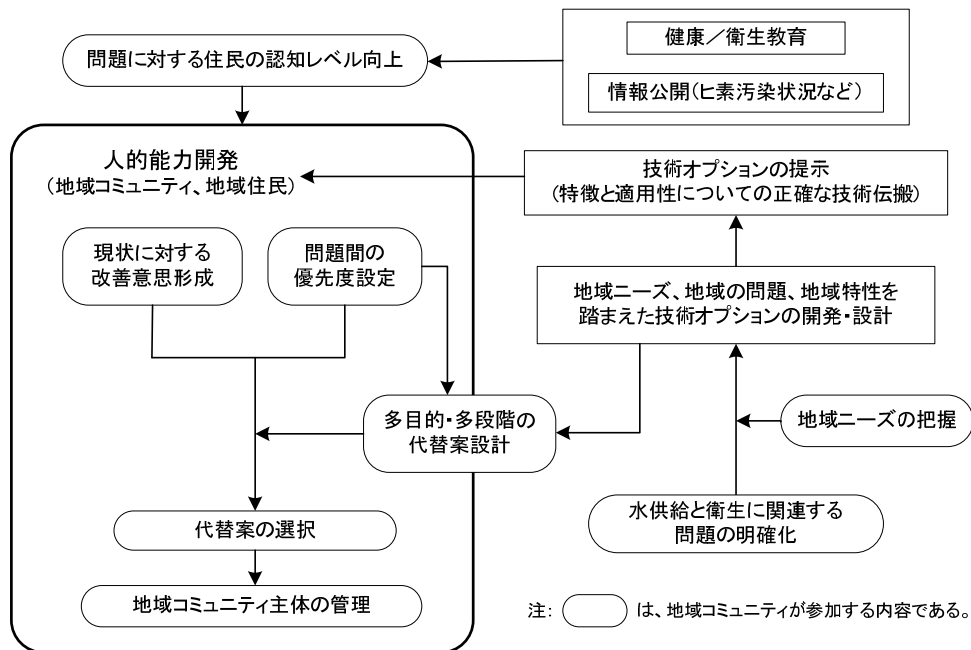 健康／衛生教育
問題に対する住民の認知レベル向上
情報公開（ヒ素汚染状況など）
人的能力開発
（地域コミュニティ、地域住民）
技術オプションの提示
（特徴と適用性についての正確な技術伝搬）
現状に対する
改善意思形成
問題間の
優先度設定
地域ニーズ、地域の問題、地域特性を
踏まえた技術オプションの開発・設計
多目的・多段階の
代替案設計
地域ニーズの把握
代替案の選択
水供給と衛生に関連する
問題の明確化
地域コミュニティ主体の管理
注： は、地域コミュニティが参加する内容である。